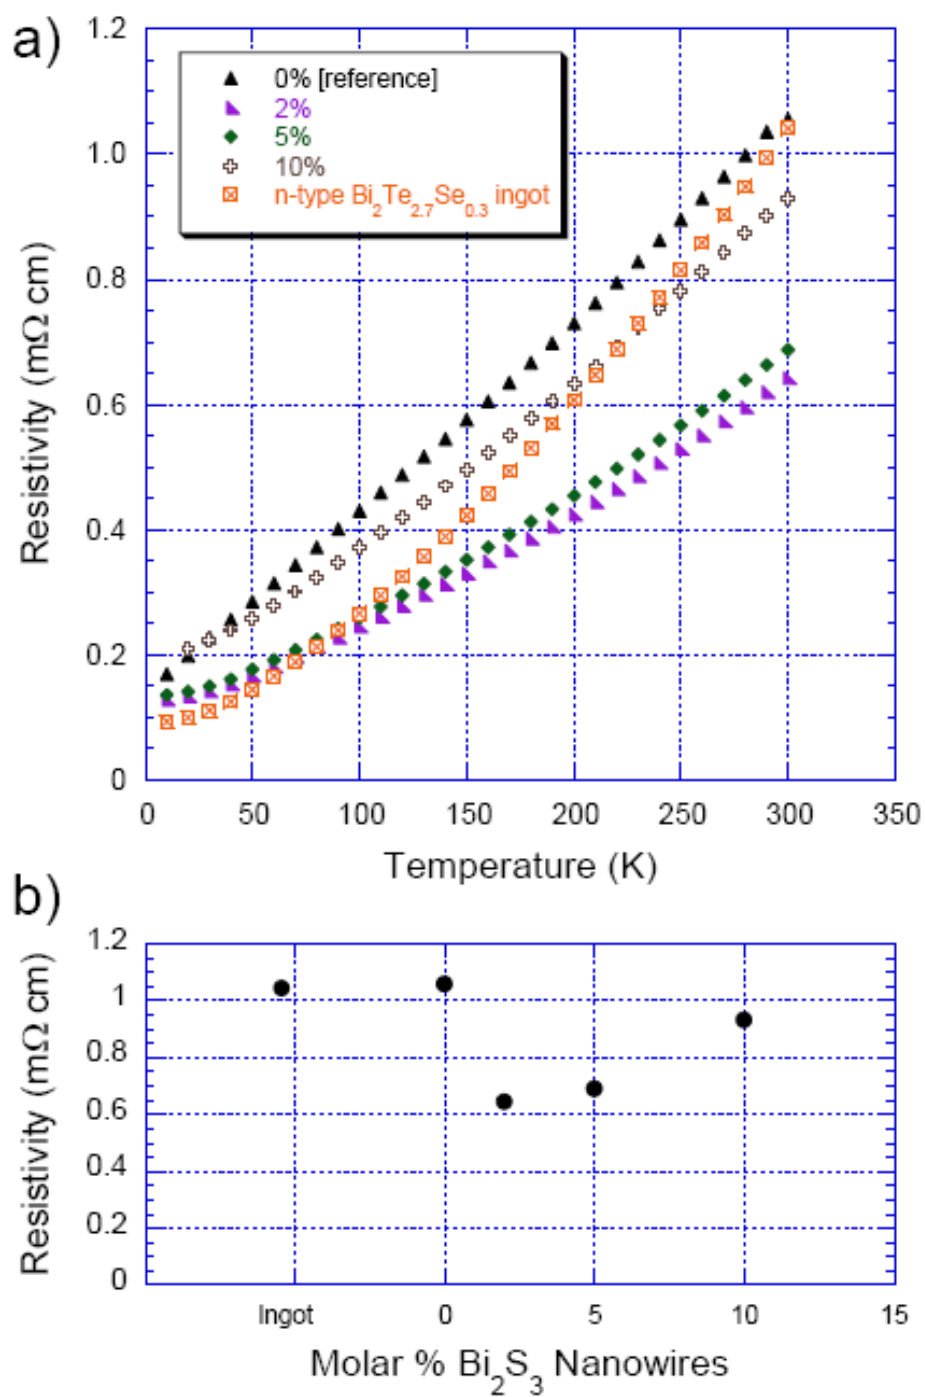 a)
1.2
1.0
0.8
0.6
0.4
0.2
0
Resistivity (mΩ cm)
0% [reference]
2%
5%
10%
n-type Bi₂Te₂.₇Se₀.₃ ingot
0 50 100 150 200 250 300 350
Temperature (K)
b)
1.2
1
0.8
0.6
0.4
0.2
0
Resistivity (mΩ cm)
Ingot 0 5 10 15
Molar % Bi₂S₃ Nanowires